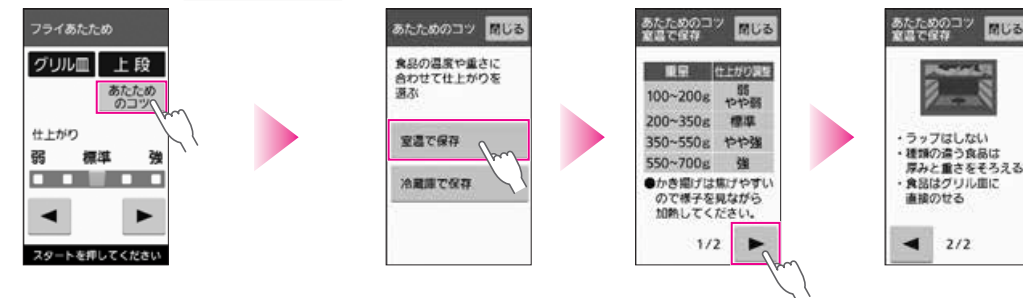 フライあたため
グリル皿 上段
あたため
のコツ
仕上がり
弱 標準 強
◀ ▶
スタートを押してください
あたためのコツ 閉じる
食品の温度や重さに
合わせて仕上がりを
選ぶ
室温で保存
冷蔵庫で保存
あたためのコツ
室温で保存 閉じる
重量 仕上がり調整
100~200g 弱
やや弱
200~350g 標準
350~550g やや強
550~700g 強
●かき揚げは焦げやすい
ので様子を見ながら
加熱してください。
1/2 ▶
あたためのコツ
室温で保存 閉じる
・ラップはしない
・種類の違う食品は
厚みと重さをそろえる
・食品はグリル皿に
直接のせる
◀ 2/2